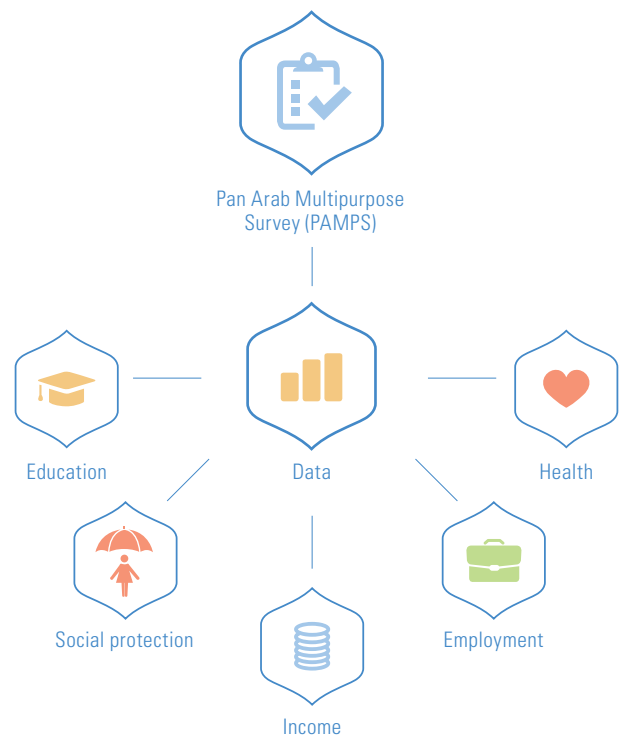 Pan Arab Multipurpose
Survey (PAMPS)
Education
Data
Health
Social protection
Employment
Income